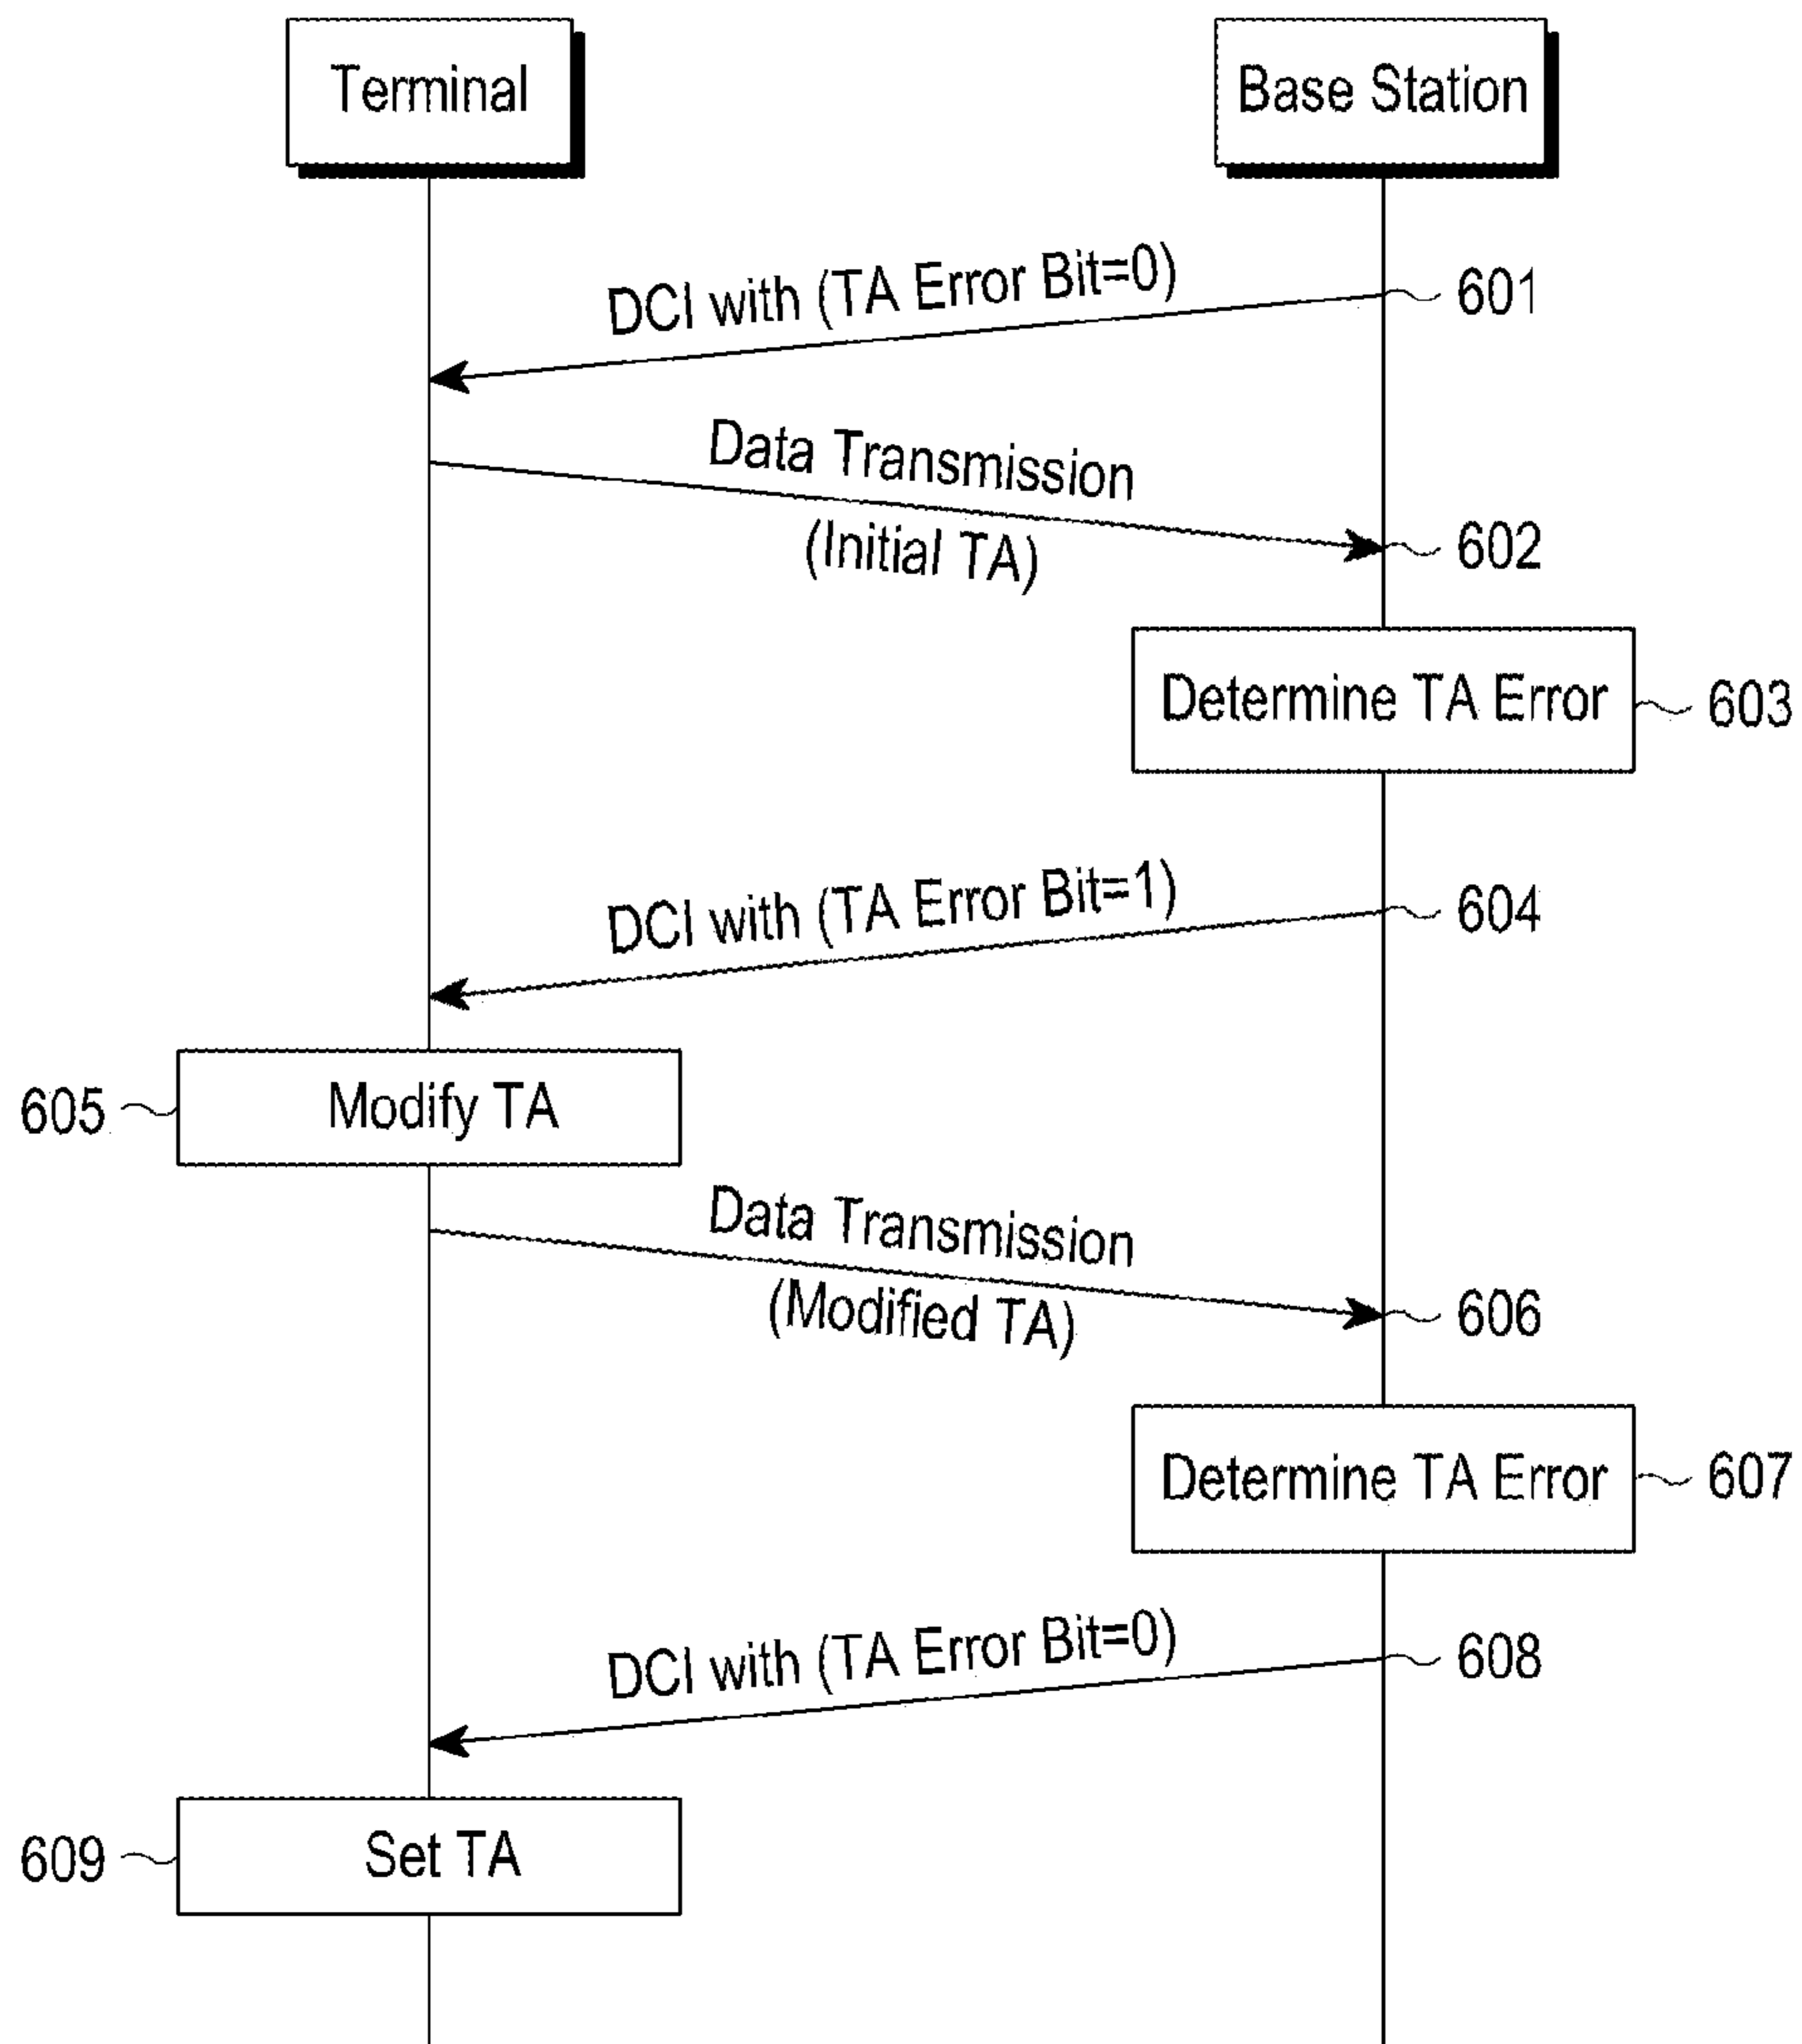 Terminal
Base Station
DCI with (TA Error Bit=0)
601
Data Transmission
(Initial TA)
602
Determine TA Error
603
DCI with (TA Error Bit=1)
604
605
Modify TA
Data Transmission
(Modified TA)
606
Determine TA Error
607
DCI with (TA Error Bit=0)
608
609
Set TA